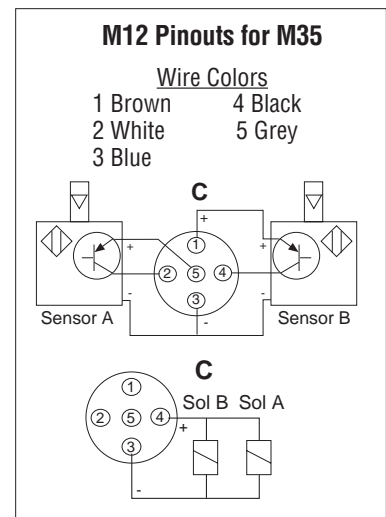 M12 Pinouts for M35
Wire Colors
1 Brown 4 Black
2 White 5 Grey
3 Blue
C
+
1
+ +
2 5 4
- -
3
Sensor A - Sensor B
C
1
Sol B Sol A
2 5 4
+
3
-